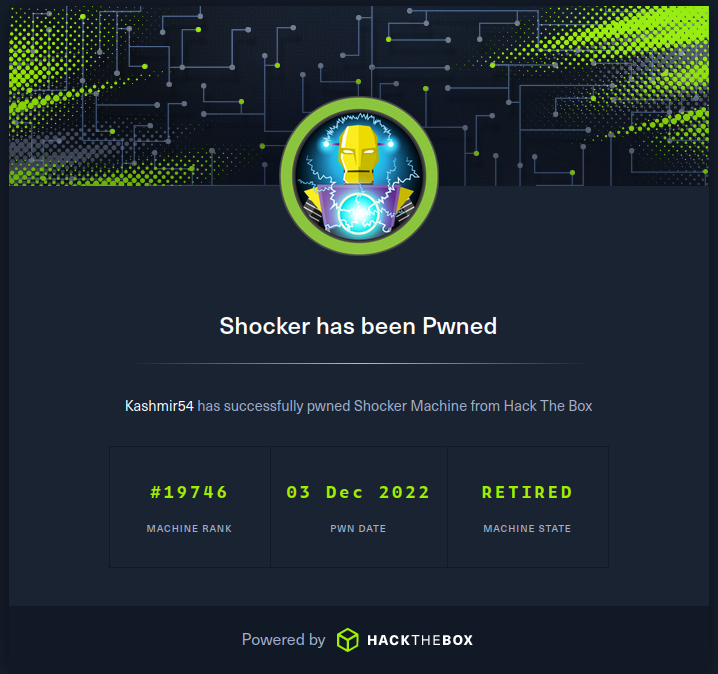 Shocker has been Pwned
Kashmir54 has successfully pwned Shocker Machine from Hack The Box
#19746 03 Dec 2022 RETIRED
MACHINE RANK PWN DATE MACHINE STATE
Powered by HACKTHEBOX